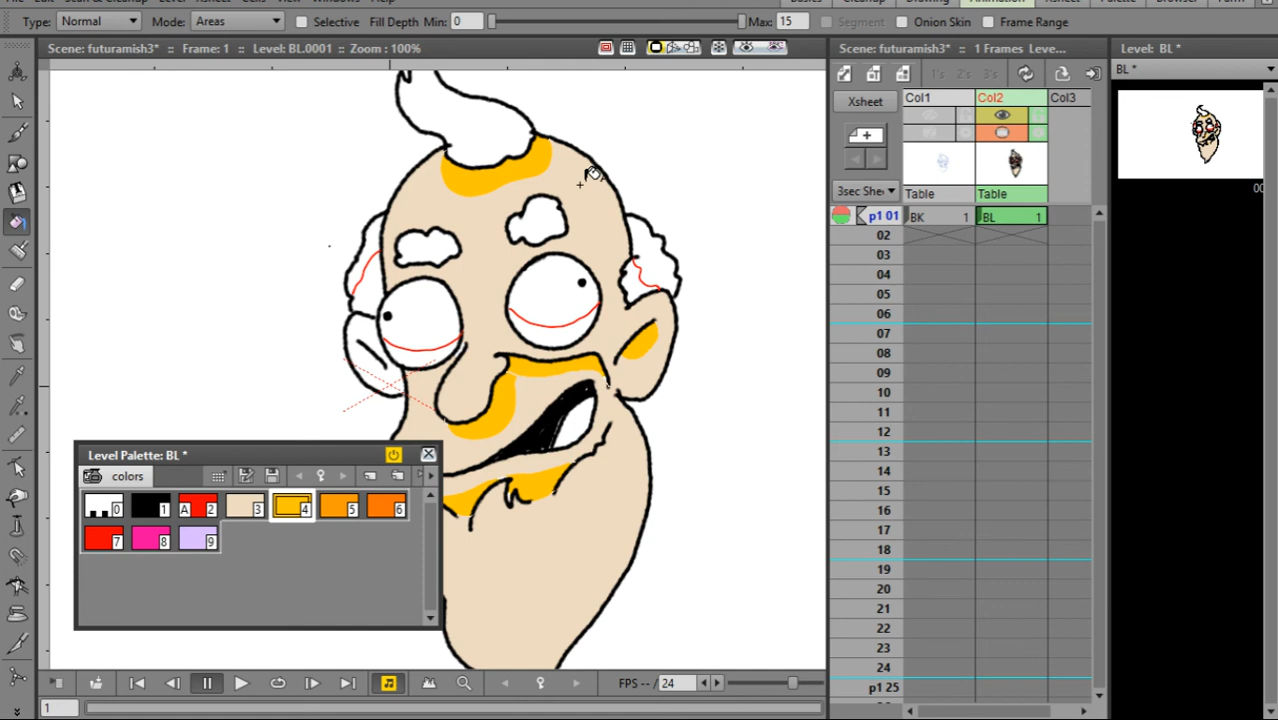 Type: Normal Mode: Areas Selective Fill Depth Min: 0 Max: 15 Segment Onion Skin Frame Range
Scene: futuramish3* :: Frame: 1 :: Level: BL.0001 :: Zoom : 100%
Scene: futuramish3* :: 1 Frames Leve...
Level: BL *
1's 2's 3's
BL *
Xsheet
Col1 Col2 Col3
3sec She
Table Table
p1 01 BK 1 BL 1
02
03
04
05
06
07
08
09
10
11
12
13
14
15
16
17
18
19
20
21
22
23
24
p1 25
00
Level Palette: BL *
colors
0 1 A 2 3 4 5 6
7 8 9
FPS -- / 24
1